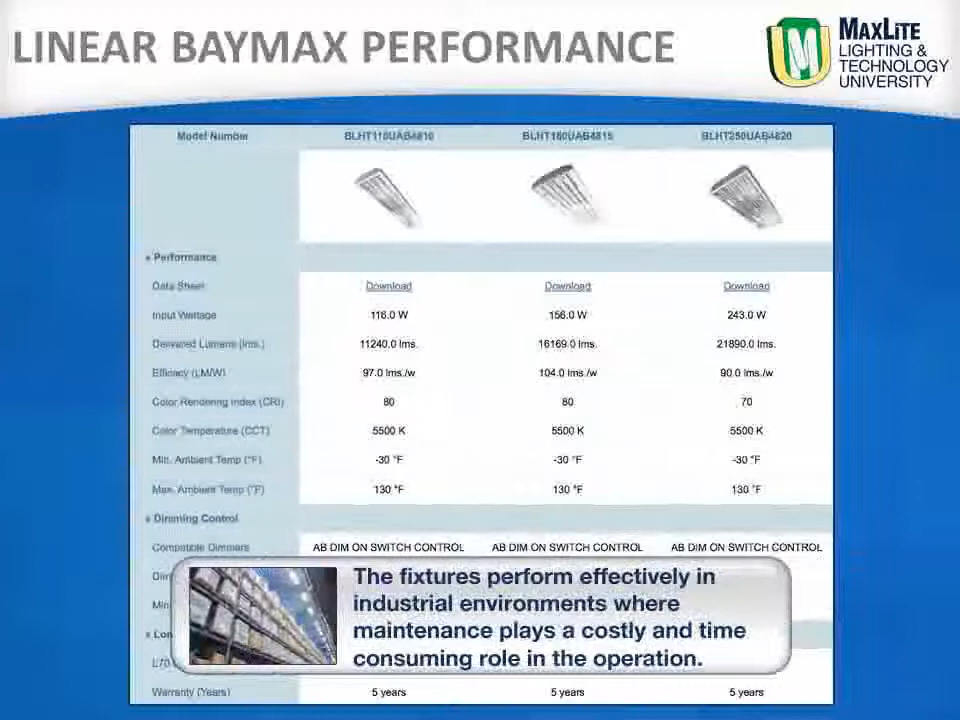 LINEAR BAYMAX PERFORMANCE
MAXLITE
LIGHTING &
TECHNOLOGY
UNIVERSITY
Model Number BLHT110UAB4810 BLHT160UAB4815 BLHT250UAB4820
Performance
Data Sheet Download Download Download
Input Wattage 116.0 W 156.0 W 243.0 W
Delivered Lumens (lms.) 11240.0 lms. 16169.0 lms. 21890.0 lms.
Efficacy (LM/W) 97.0 lms./w 104.0 lms./w 90.0 lms./w
Color Rendering Index (CRI) 80 80 70
Color Temperature (CCT) 5500 K 5500 K 5500 K
Min. Ambient Temp (°F) -30 °F -30 °F -30 °F
Max. Ambient Temp (°F) 130 °F 130 °F 130 °F
Dimming Control
Compatible Dimmers AB DIM ON SWITCH CONTROL AB DIM ON SWITCH CONTROL AB DIM ON SWITCH CONTROL
The fixtures perform effectively in
industrial environments where
maintenance plays a costly and time
consuming role in the operation.
L70
Warranty (Years) 5 years 5 years 5 years